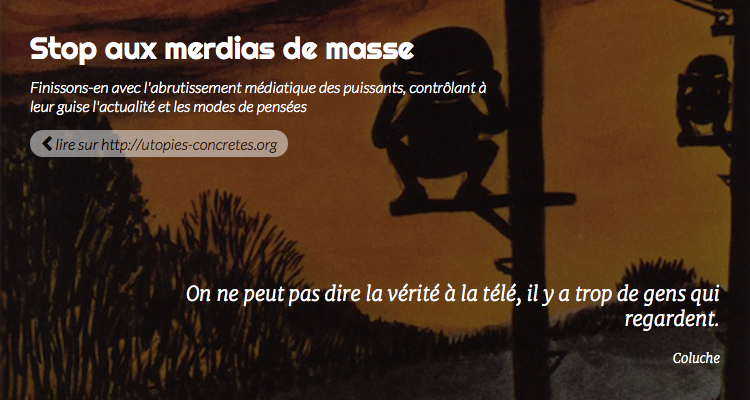 Stop aux merdias de masse
Finissons-en avec l'abrutissement médiatique des puissants, contrôlant à
leur guise l'actualité et les modes de pensées
lire sur http://utopies-concretes.org
On ne peut pas dire la vérité à la télé, il y a trop de gens qui
regardent.
Coluche